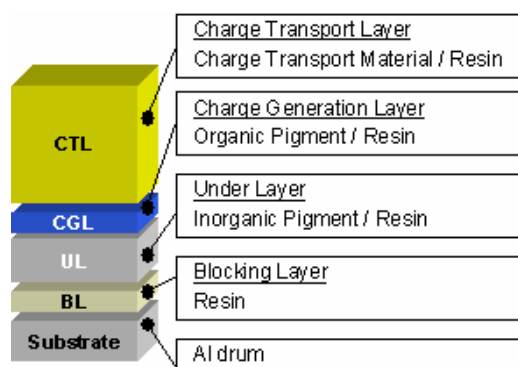 Charge Transport Layer
Charge Transport Material / Resin
Charge Generation Layer
Organic Pigment / Resin
Under Layer
Inorganic Pigment / Resin
Blocking Layer
Resin
Al drum
CTL
CGL
UL
BL
Substrate